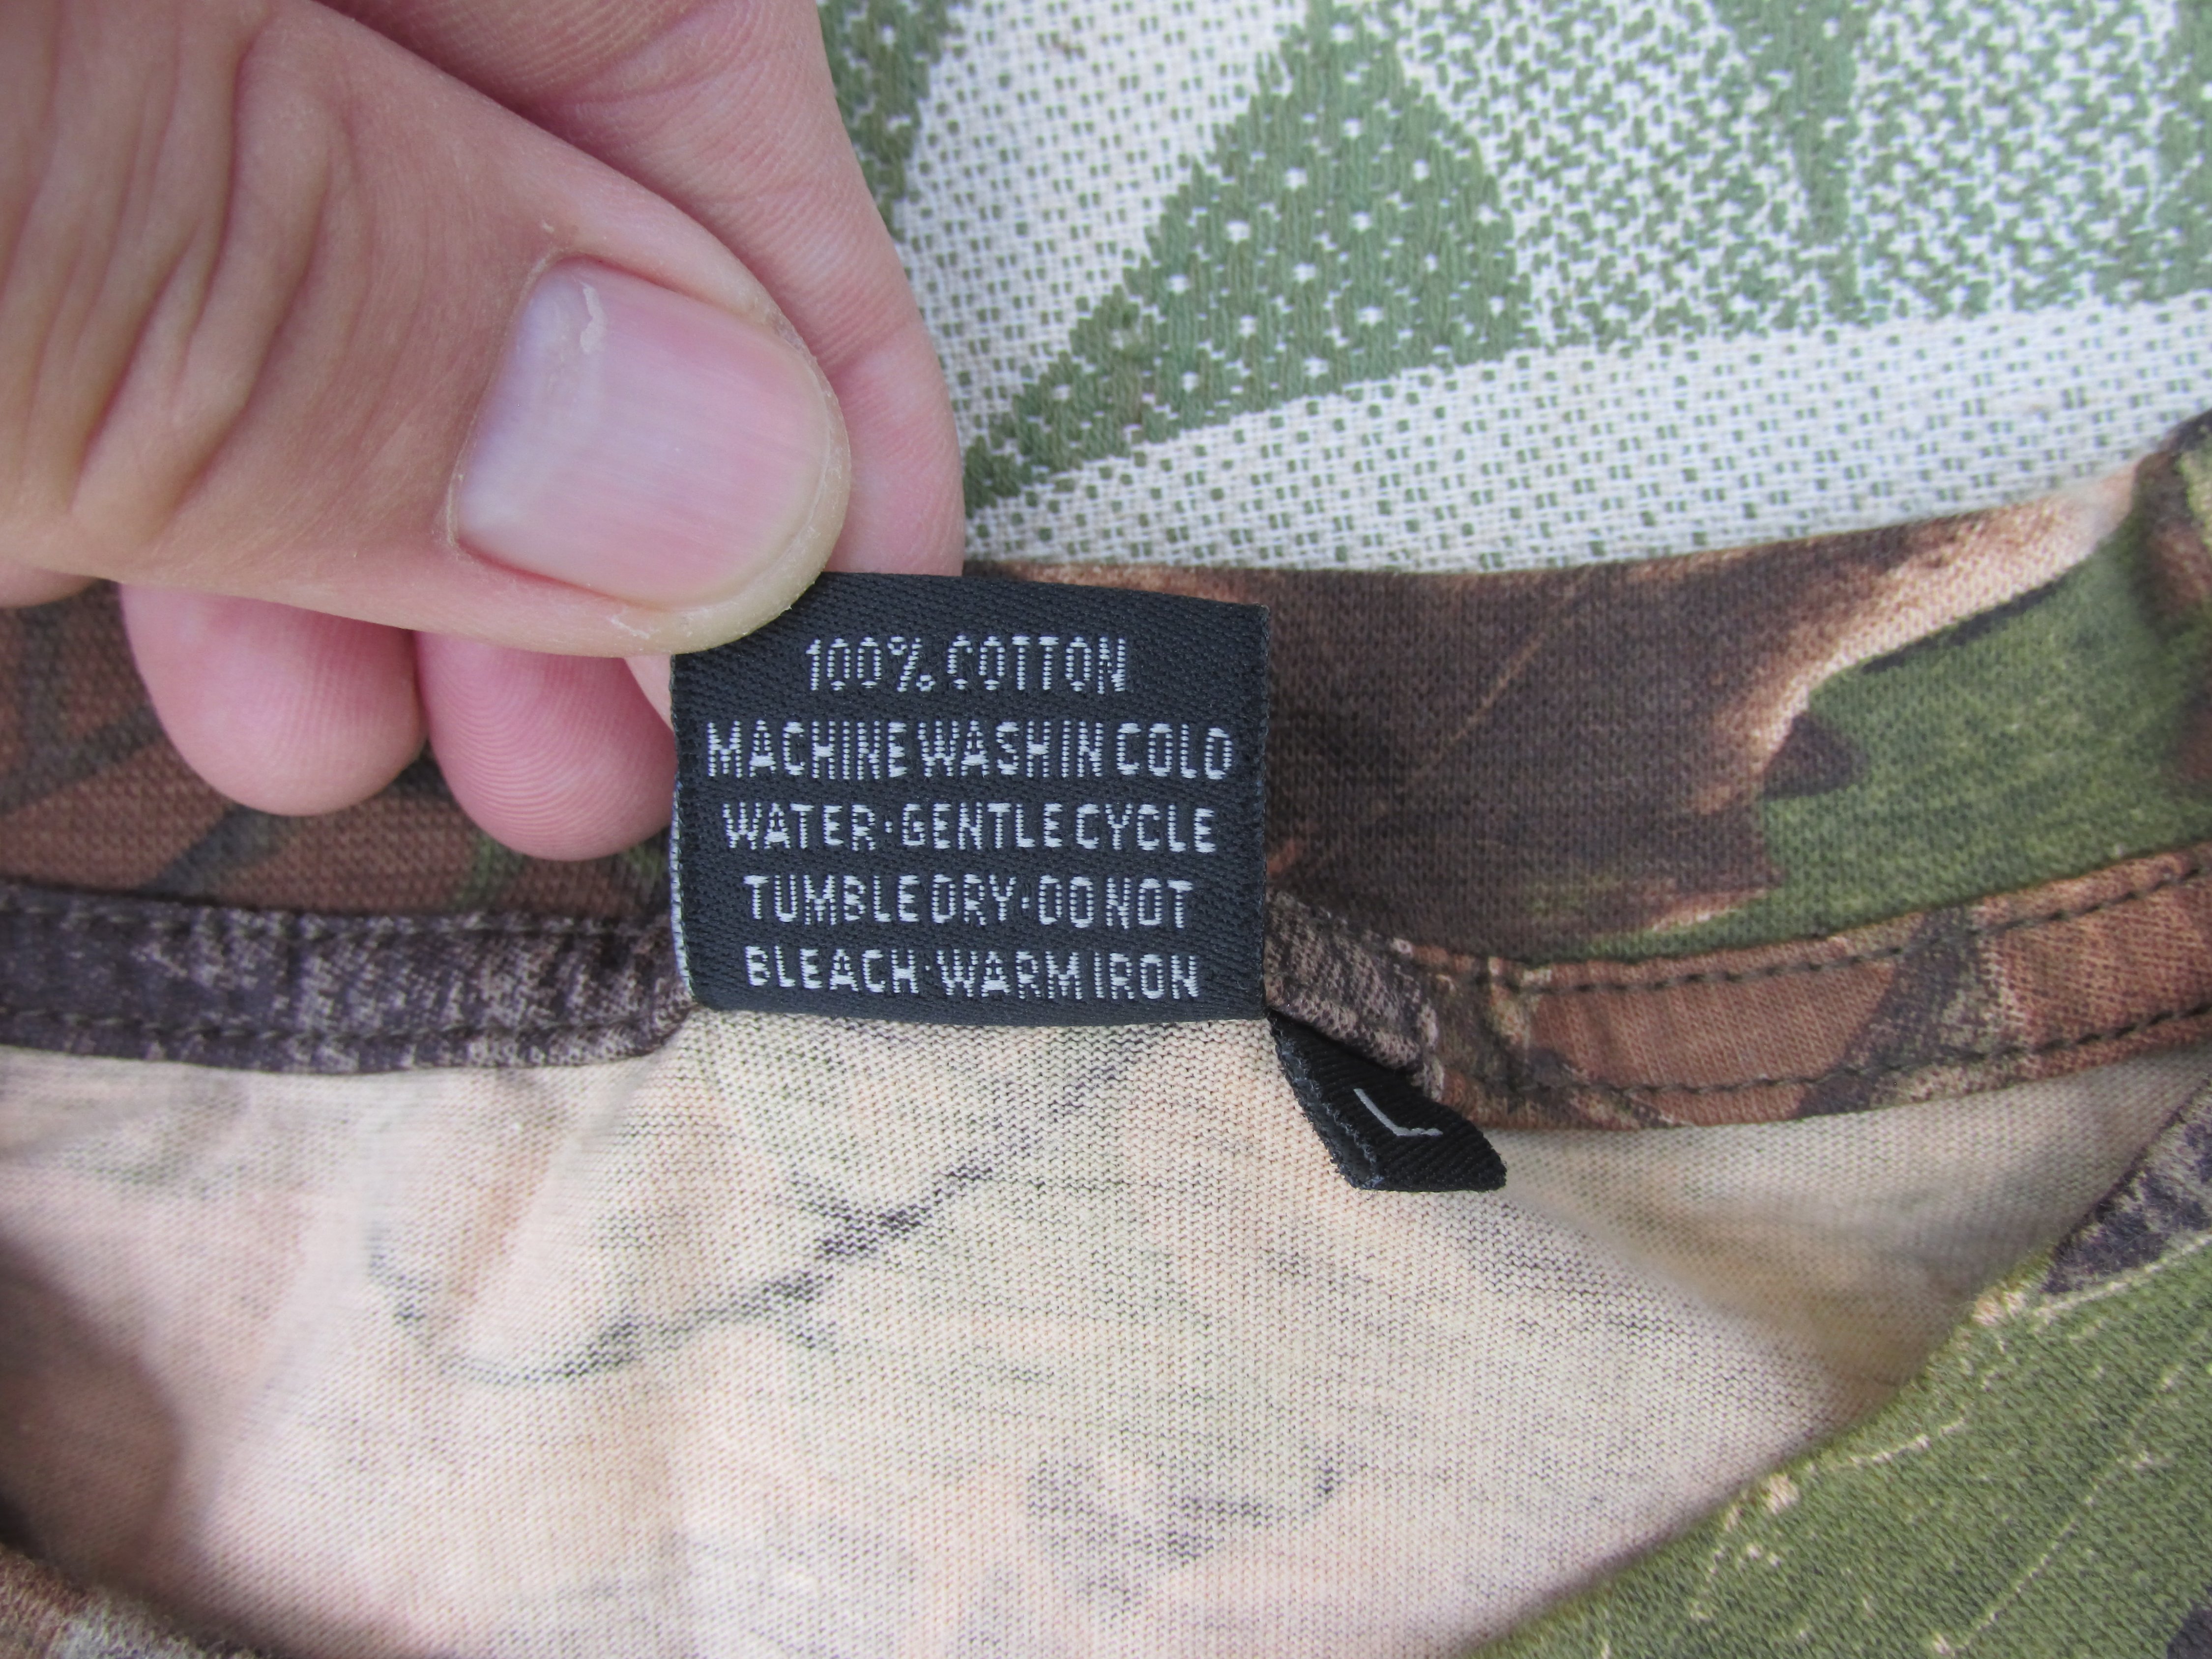 100% COTTON
MACHINE WASH IN COLD
WATER · GENTLE CYCLE
TUMBLE DRY · DO NOT
BLEACH · WARM IRON
L